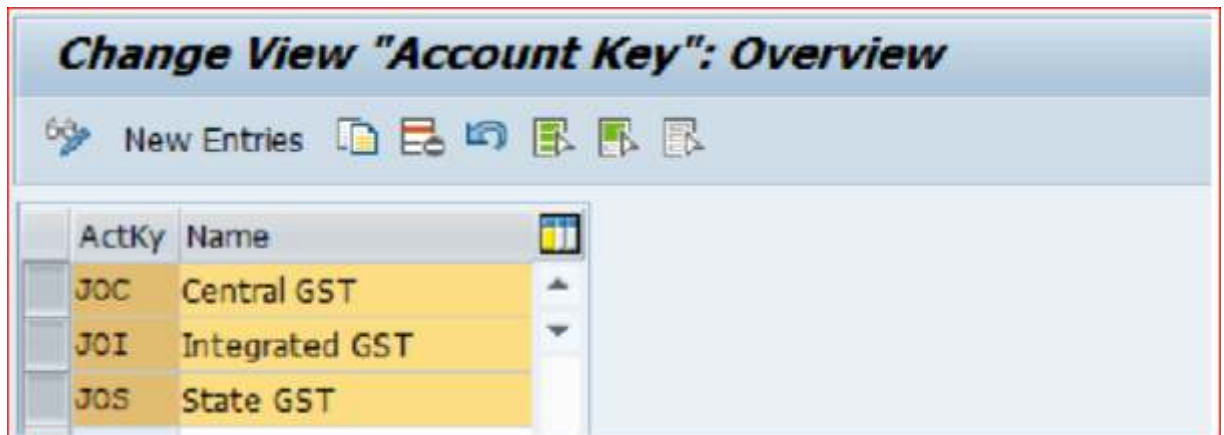 Change View "Account Key": Overview
New Entries
ActKy Name
JOC Central GST
JOI Integrated GST
JOS State GST